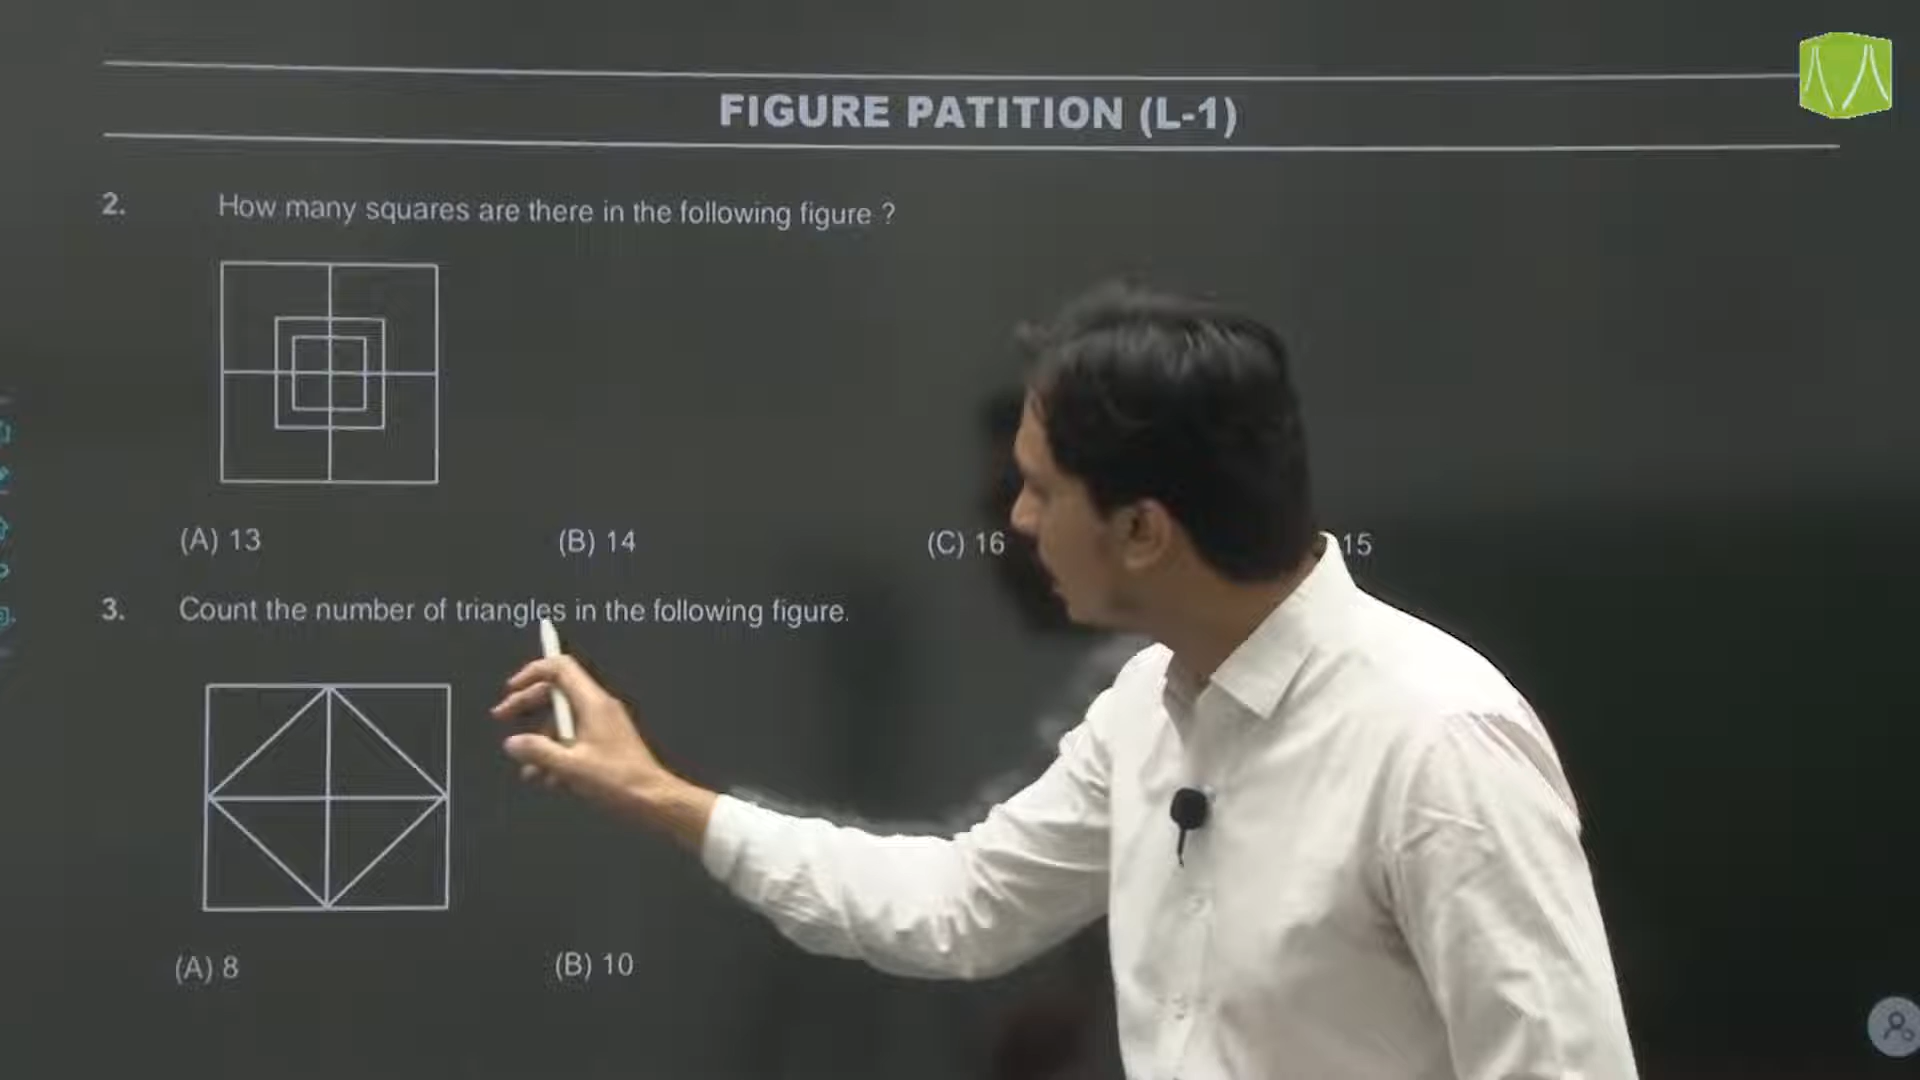 FIGURE PATITION (L-1)
2. How many squares are there in the following figure ?
(A) 13 (B) 14 (C) 16 15
3. Count the number of triangles in the following figure.
(A) 8 (B) 10